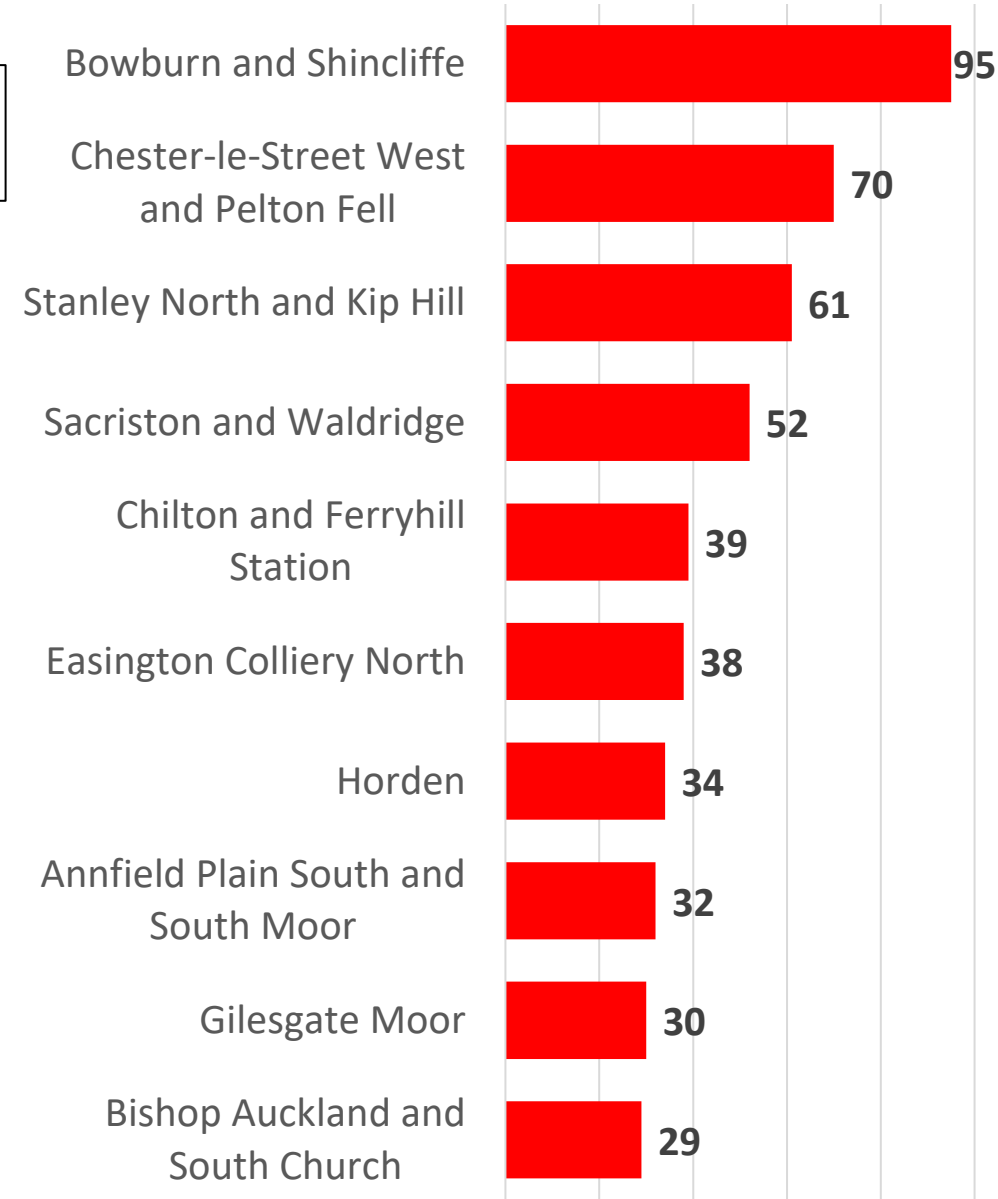 Bowburn and Shincliffe
95
Chester-le-Street West
and Pelton Fell
70
Stanley North and Kip Hill
61
Sacriston and Waldridge
52
Chilton and Ferryhill
Station
39
Easington Colliery North
38
Horden
34
Annfield Plain South and
South Moor
32
Gilesgate Moor
30
Bishop Auckland and
South Church
29